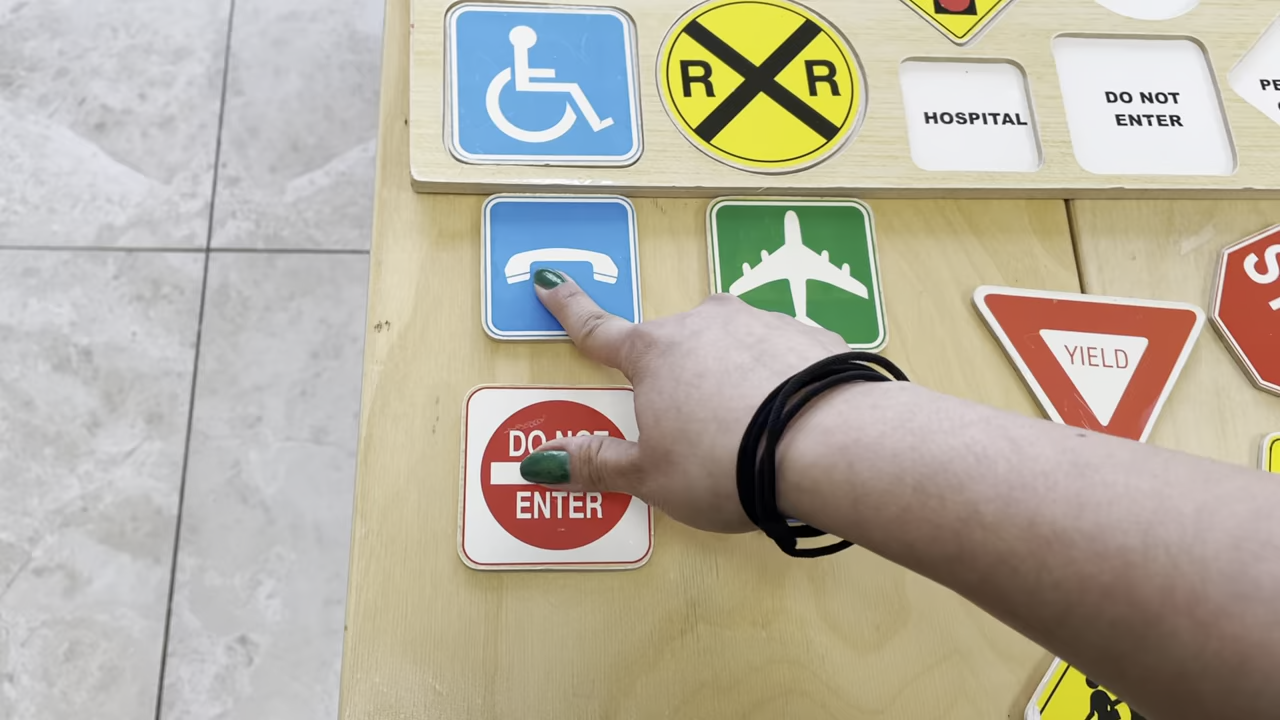 R R
HOSPITAL
DO NOT
ENTER
YIELD
DO NOT
ENTER